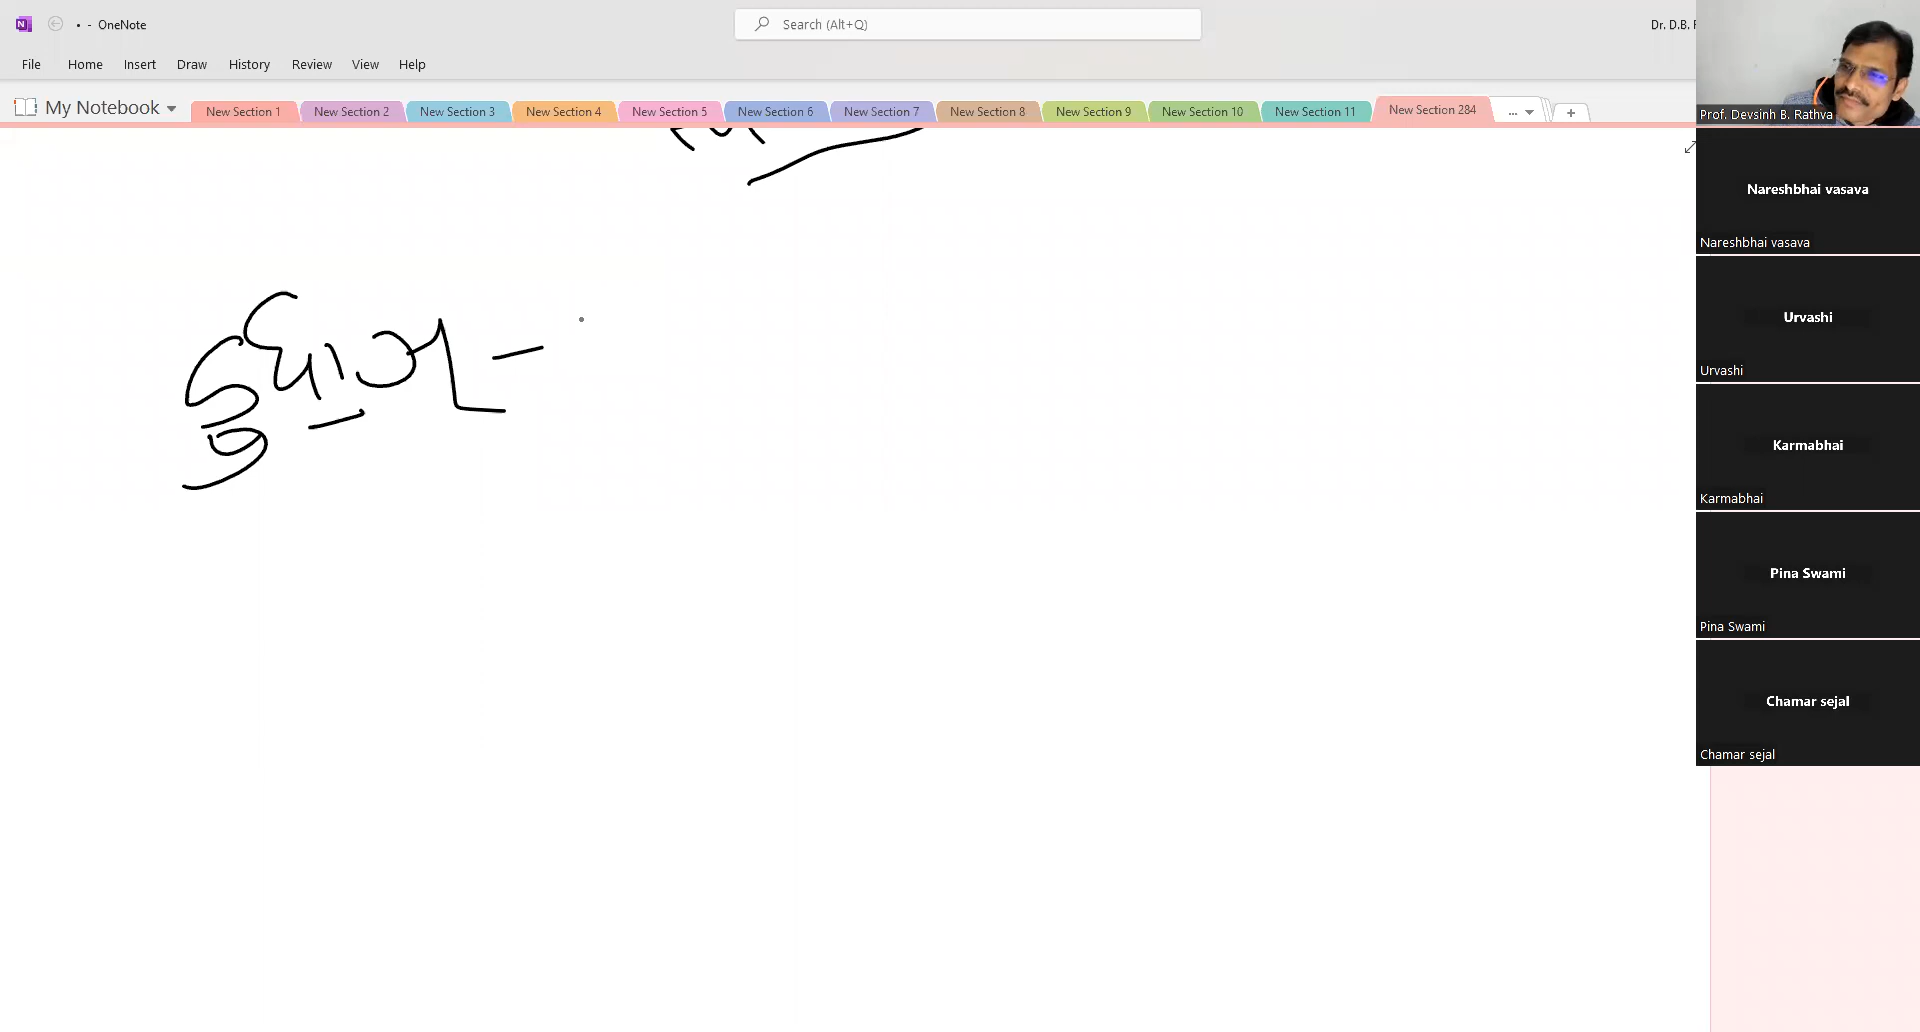 - OneNote
Search (Alt+Q)
Dr. D.B.
File Home Insert Draw History Review View Help
My Notebook
New Section 1 New Section 2 New Section 3 New Section 4 New Section 5 New Section 6 New Section 7 New Section 8 New Section 9 New Section 10 New Section 11 New Section 284 ... +
Prof. Devsinh B. Rathva
Nareshbhai vasava
Nareshbhai vasava
Urvashi
Urvashi
Karmabhai
Karmabhai
Pina Swami
Pina Swami
Chamar sejal
Chamar sejal